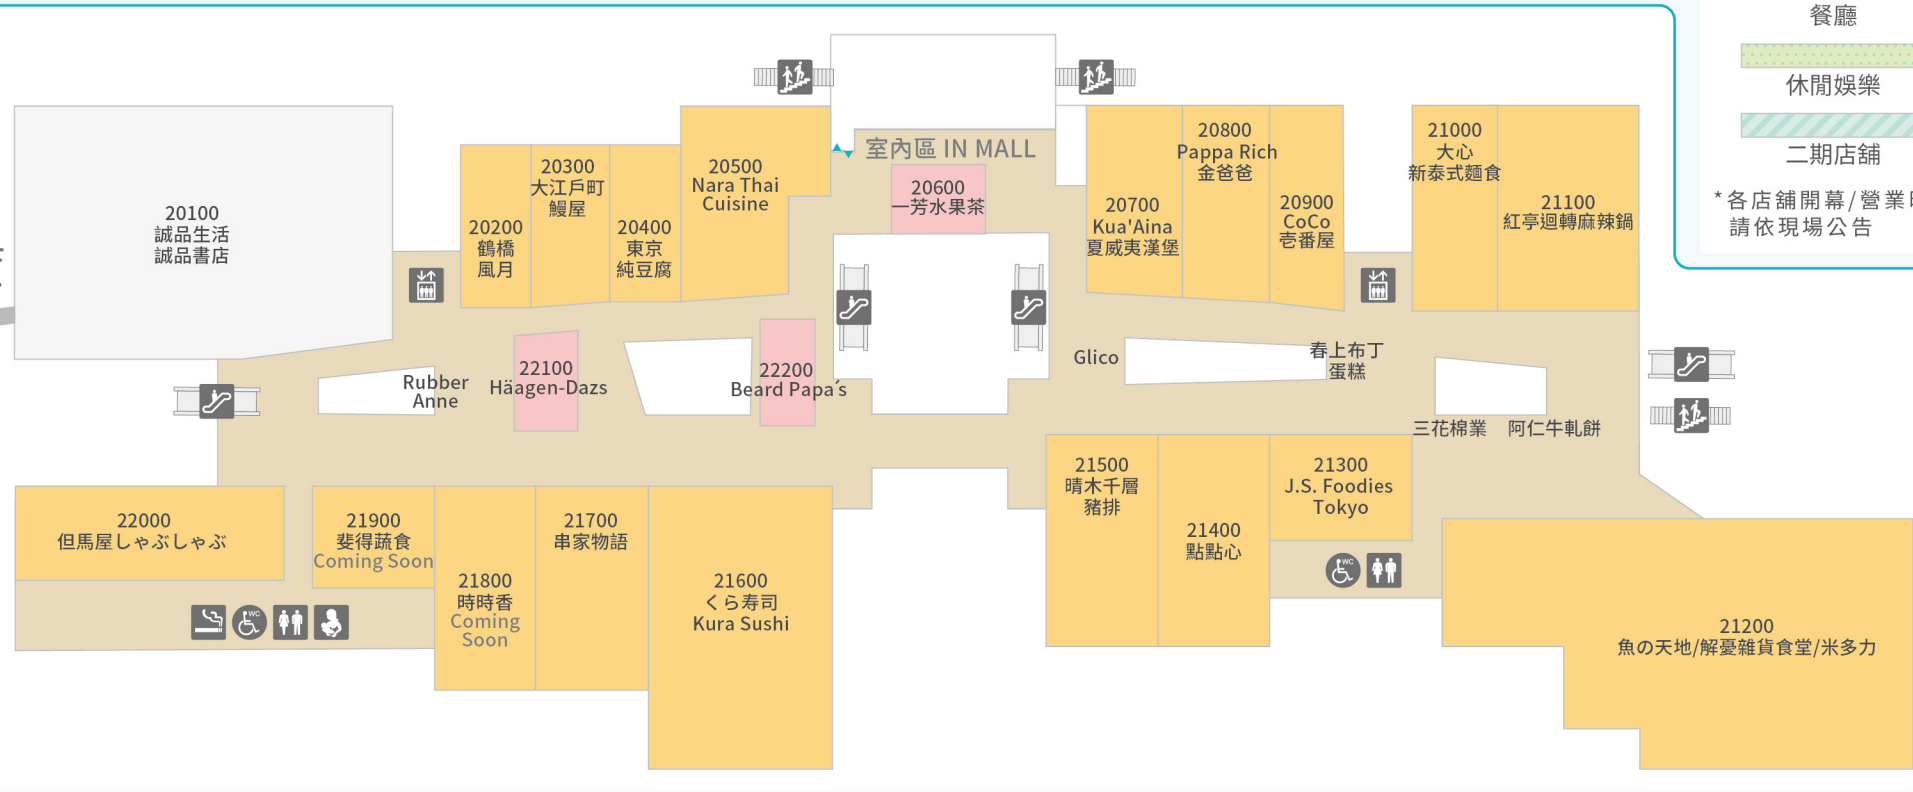 餐廳
休閒娛樂
二期店舖
*各店舖開幕/營業
請依現場公告
室內區 IN MALL
20100
誠品生活
誠品書店
20200
鶴橋
風月
20300
大江戶町
鰻屋
20400
東京
純豆腐
20500
Nara Thai
Cuisine
20600
一芳水果茶
20700
Kua'Aina
夏威夷漢堡
20800
Pappa Rich
金爸爸
20900
CoCo
壱番屋
21000
大心
新泰式麵食
21100
紅亭迴轉麻辣鍋
Rubber
Anne
22100
Häagen-Dazs
22200
Beard Papa's
Glico
春上布丁
蛋糕
三花棉業
阿仁牛軋餅
22000
但馬屋しゃぶしゃぶ
21900
斐得蔬食
Coming Soon
21800
時時香
Coming
Soon
21700
串家物語
21600
くら寿司
Kura Sushi
21500
晴木千層
豬排
21400
點點心
21300
J.S. Foodies
Tokyo
21200
魚の天地/解憂雜貨食堂/米多力
WC
WC